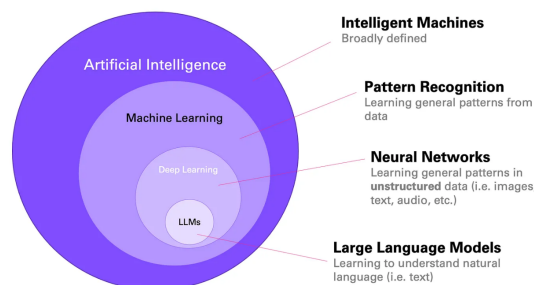 Intelligent Machines
Broadly defined
Artificial Intelligence
Pattern Recognition
Learning general patterns from
data
Machine Learning
Neural Networks
Learning general patterns in
unstructured data (i.e. images
text, audio, etc.)
Deep Learning
LLMs
Large Language Models
Learning to understand natural
language (i.e. text)